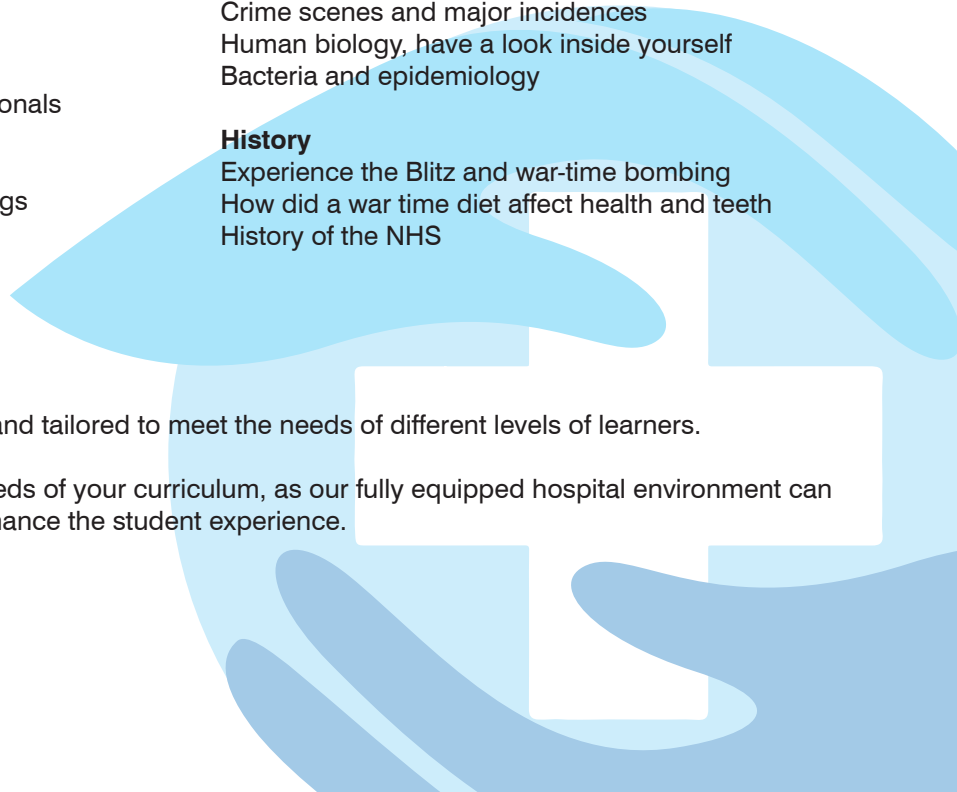 Crime scenes and major incidences
Human biology, have a look inside yourself
Bacteria and epidemiology
onals
History
Experience the Blitz and war-time bombing
gs
How did a war time diet affect health and teeth
History of the NHS
and tailored to meet the needs of different levels of learners.
eds of your curriculum, as our fully equipped hospital environment can
ance the student experience.